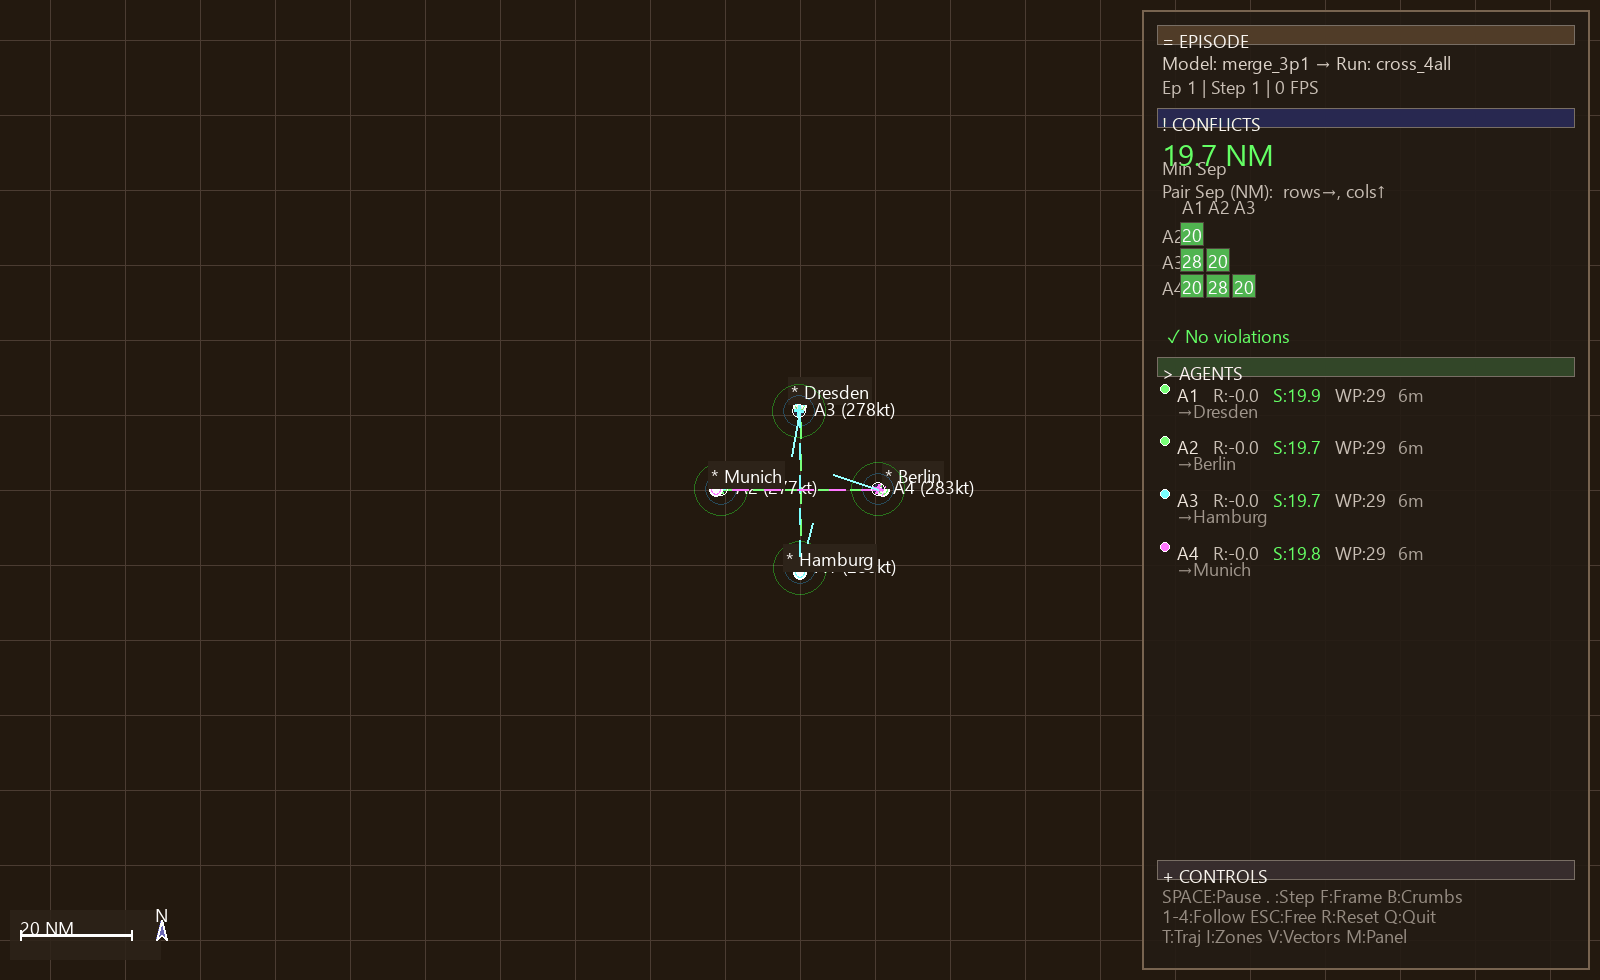 * Dresden
A3 (278kt)
* Munich
* Berlin
A4 (283kt)
* Hamburg
20 NM
N
= EPISODE
Model: merge_3p1 → Run: cross_4all
Ep 1 | Step 1 | 0 FPS
! CONFLICTS
19.7 NM
Min Sep
Pair Sep (NM): rows→, cols↑
A1 A2 A3
A2 20
A3 28 20
A4 20 28 20
✓ No violations
> AGENTS
A1 R:-0.0 S:19.9 WP:29 6m
→Dresden
A2 R:-0.0 S:19.7 WP:29 6m
→Berlin
A3 R:-0.0 S:19.7 WP:29 6m
→Hamburg
A4 R:-0.0 S:19.8 WP:29 6m
→Munich
+ CONTROLS
SPACE:Pause . :Step F:Frame B:Crumbs
1-4:Follow ESC:Free R:Reset Q:Quit
T:Traj I:Zones V:Vectors M:Panel